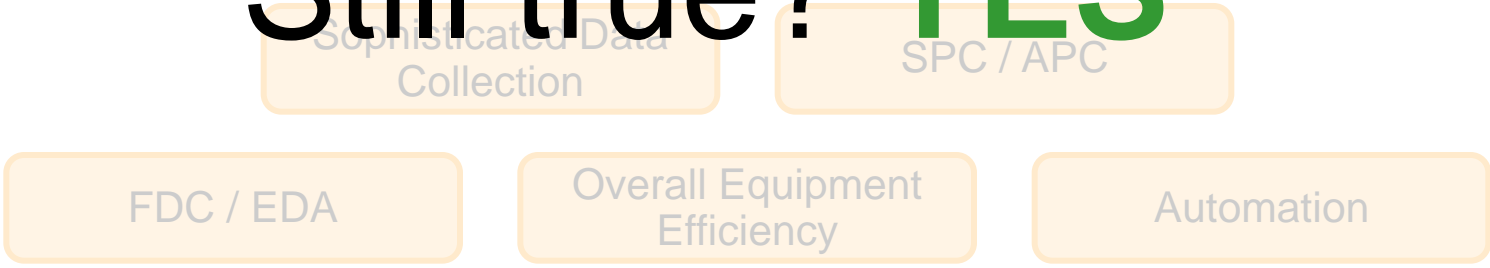 Still true? YES
Sophisticated Data
Collection
SPC / APC
FDC / EDA
Overall Equipment
Efficiency
Automation